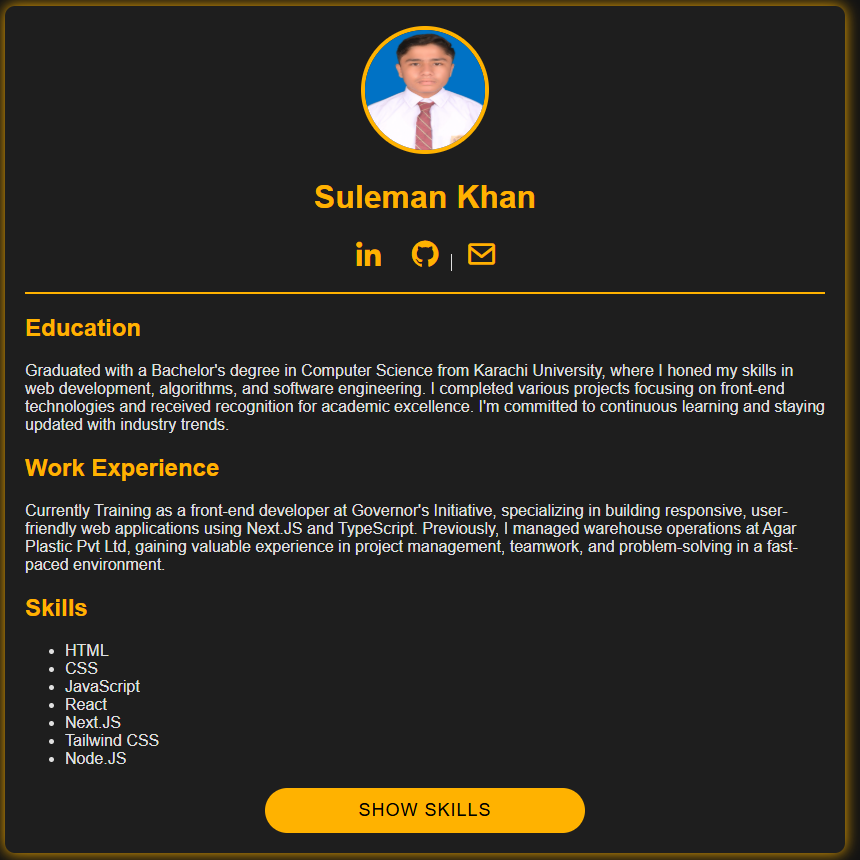 Suleman Khan
in
|
Education
Graduated with a Bachelor's degree in Computer Science from Karachi University, where I honed my skills in
web development, algorithms, and software engineering. I completed various projects focusing on front-end
technologies and received recognition for academic excellence. I'm committed to continuous learning and staying
updated with industry trends.
Work Experience
Currently Training as a front-end developer at Governor's Initiative, specializing in building responsive, user-
friendly web applications using Next.JS and TypeScript. Previously, I managed warehouse operations at Agar
Plastic Pvt Ltd, gaining valuable experience in project management, teamwork, and problem-solving in a fast-
paced environment.
Skills
• HTML
• CSS
• JavaScript
• React
• Next.JS
• Tailwind CSS
• Node.JS
SHOW SKILLS